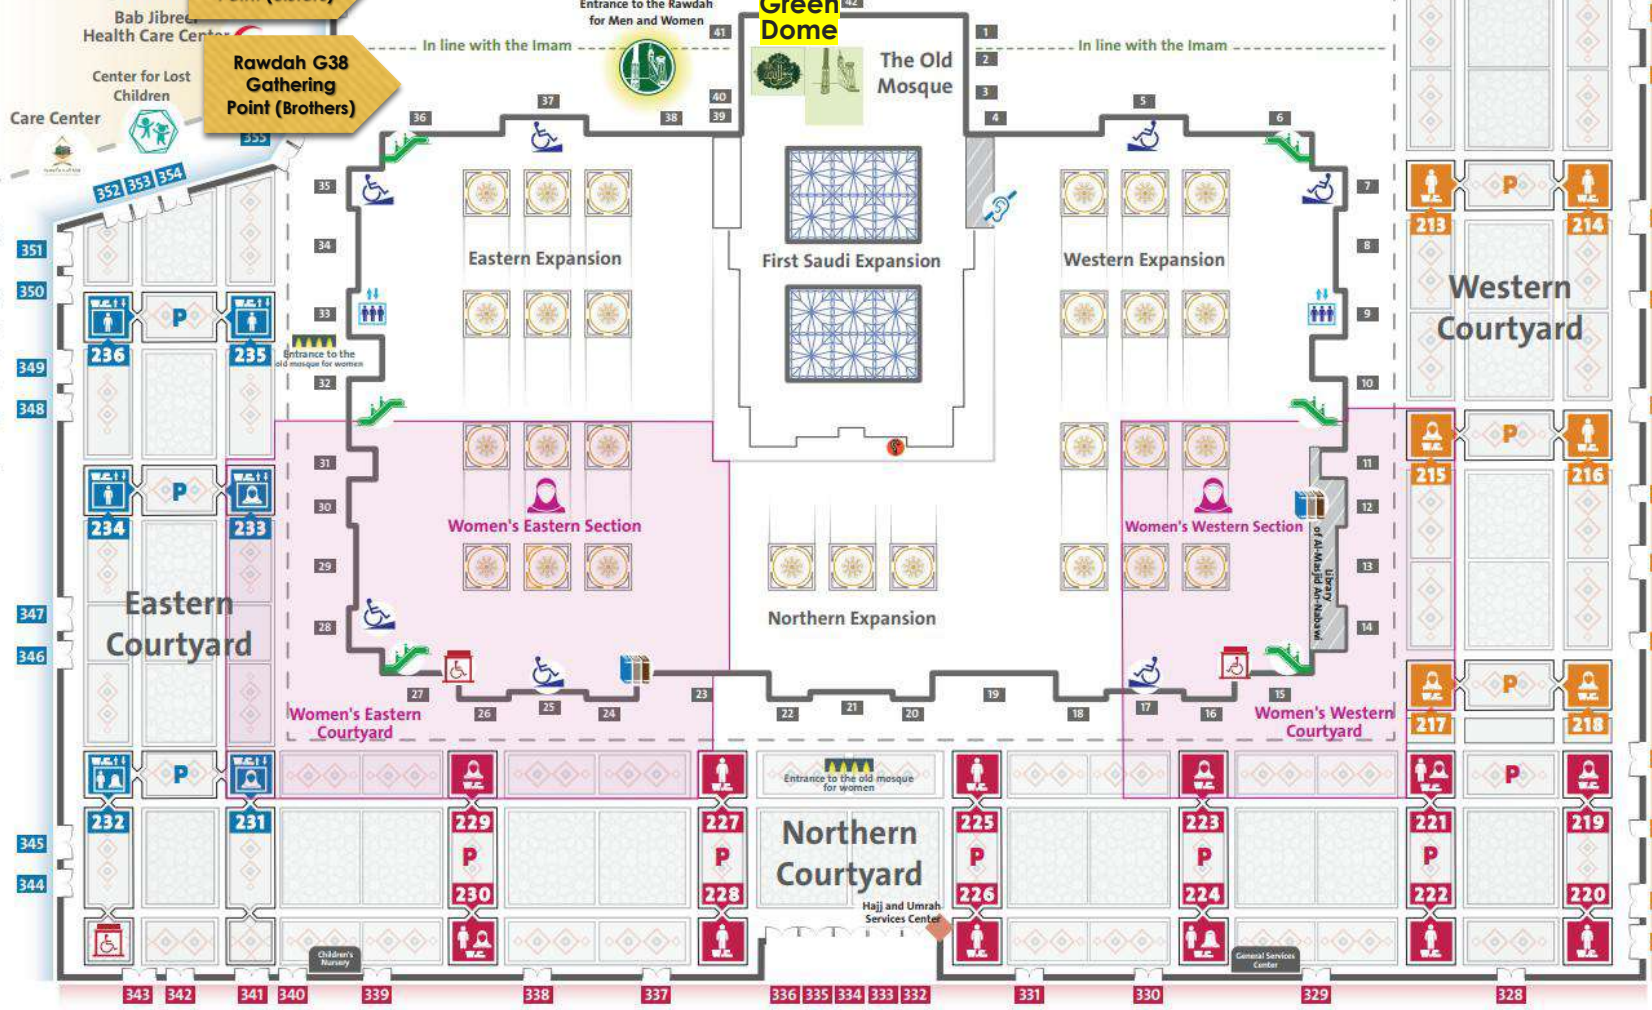 Bab Jibreel
Health Care Center
Center for Lost
Children
Care Center
Rawdah G38
Gathering
Point (Brothers)
355
352 353 354
Entrance to the Rawdah
for Men and Women
Green
Dome
42
41
40
39
38
37
36
In line with the Imam
The Old
Mosque
1
2
3
4
5
6
In line with the Imam
35
34
33
32
31
30
29
28
Entrance to the
old mosque for women
Eastern Expansion
First Saudi Expansion
Western Expansion
7
8
9
10
11
12
13
14
213
P
214
Western
Courtyard
215
P
216
217
P
218
351
350
349
348
347
346
345
344
236
P
235
234
P
233
Eastern
Courtyard
232
P
231
Women's Eastern Section
Women's Western Section
Library
of Al-Masjid An-Nabawi
Northern Expansion
27
26
25
24
23
22
21
20
19
18
17
16
15
Women's Eastern
Courtyard
Women's Western
Courtyard
Entrance to the old mosque
for women
Northern
Courtyard
Hajj and Umrah
Services Center
229
P
230
227
P
228
225
P
226
223
P
224
221
P
222
P
219
220
Children's
Nursery
General Services
Center
343 342 341 340 339 338 337 336 335 334 333 332 331 330 329 328